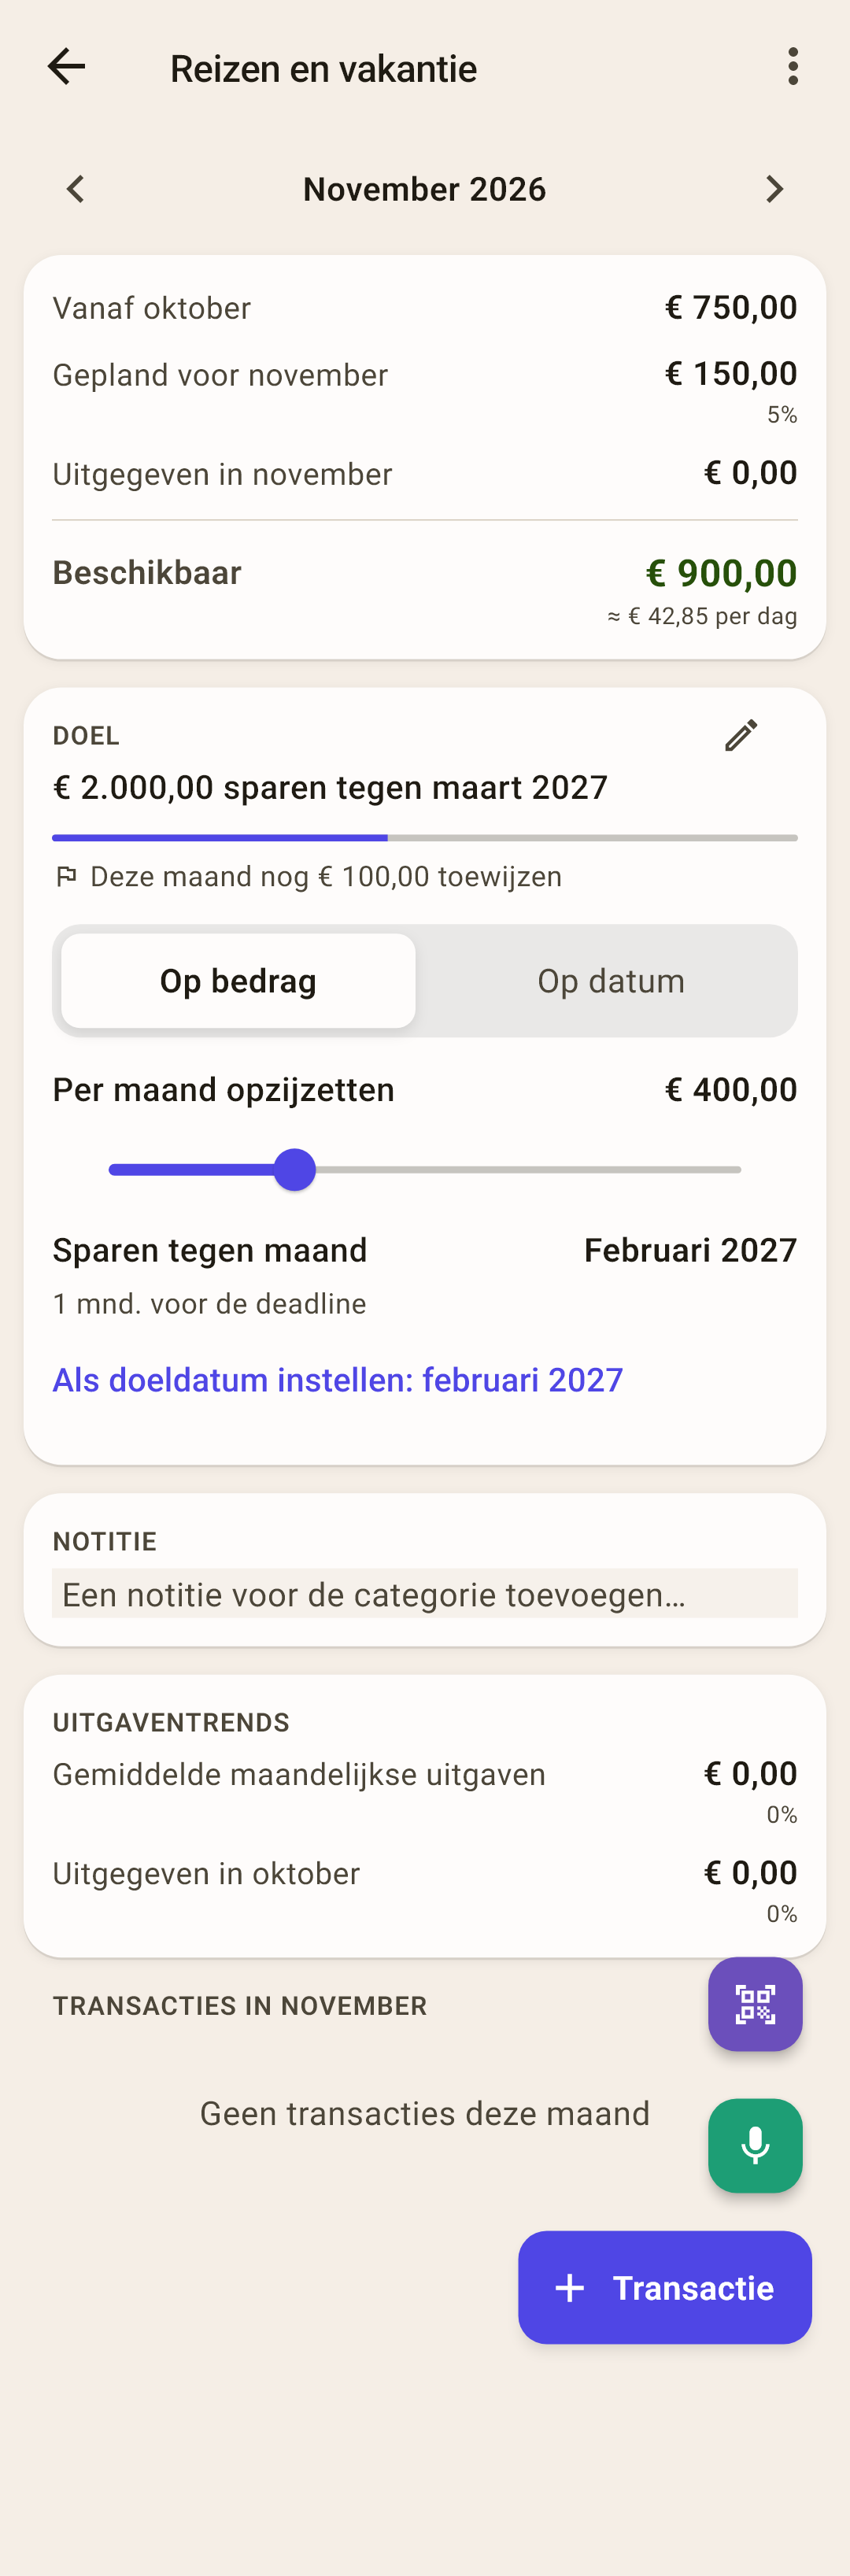 Reizen en vakantie
November 2026
Vanaf oktober € 750,00
Gepland voor november € 150,00
5%
Uitgegeven in november € 0,00
Beschikbaar € 900,00
≈ € 42,85 per dag
DOEL
€ 2.000,00 sparen tegen maart 2027
Deze maand nog € 100,00 toewijzen
Op bedrag Op datum
Per maand opzijzetten € 400,00
Sparen tegen maand Februari 2027
1 mnd. voor de deadline
Als doeldatum instellen: februari 2027
NOTITIE
Een notitie voor de categorie toevoegen…
UITGAVENTRENDS
Gemiddelde maandelijkse uitgaven € 0,00
0%
Uitgegeven in oktober € 0,00
0%
TRANSACTIES IN NOVEMBER
Geen transacties deze maand
+ Transactie